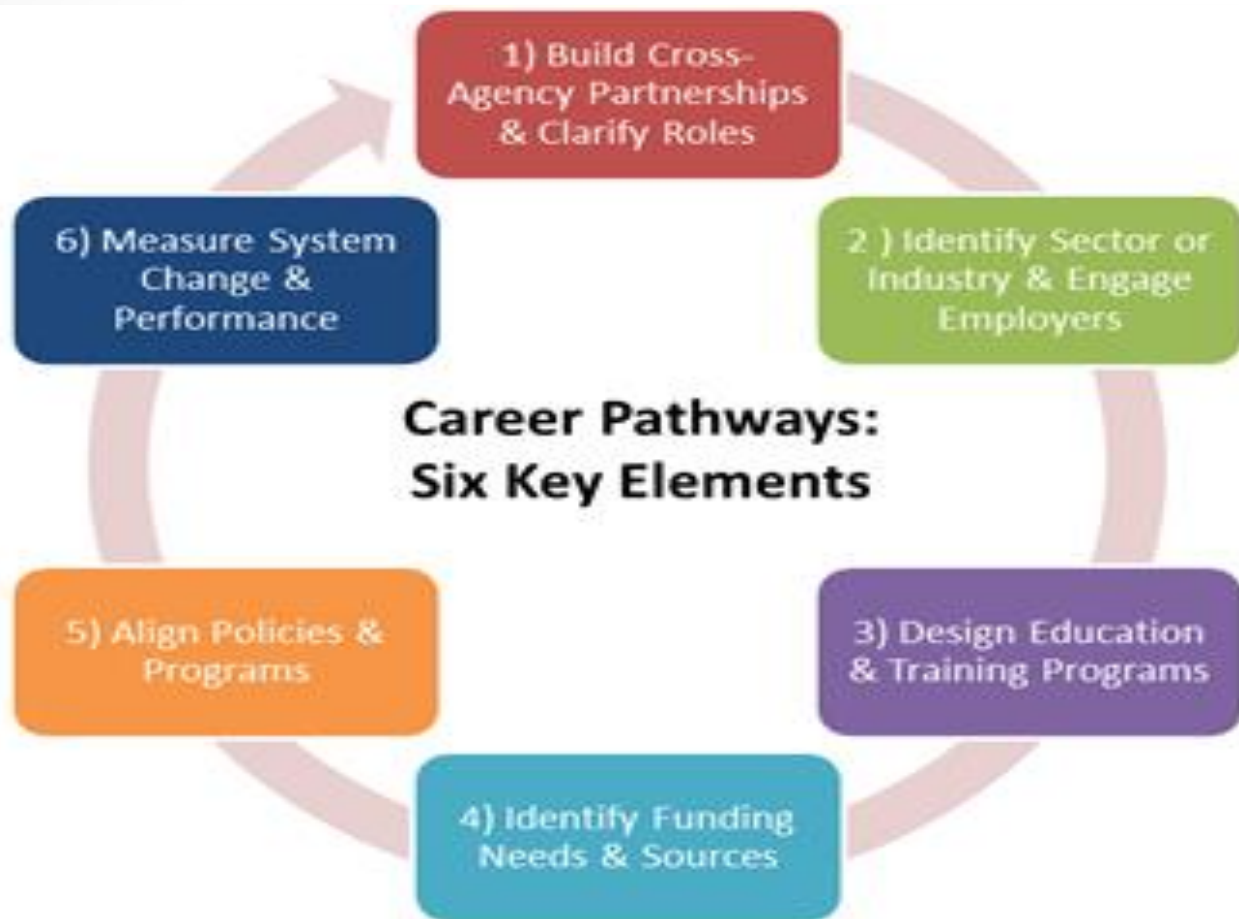 1) Build Cross-
Agency Partnerships
& Clarify Roles
2 ) Identify Sector or
Industry & Engage
Employers
3) Design Education
& Training Programs
4) Identify Funding
Needs & Sources
5) Align Policies &
Programs
6) Measure System
Change &
Performance
Career Pathways:
Six Key Elements